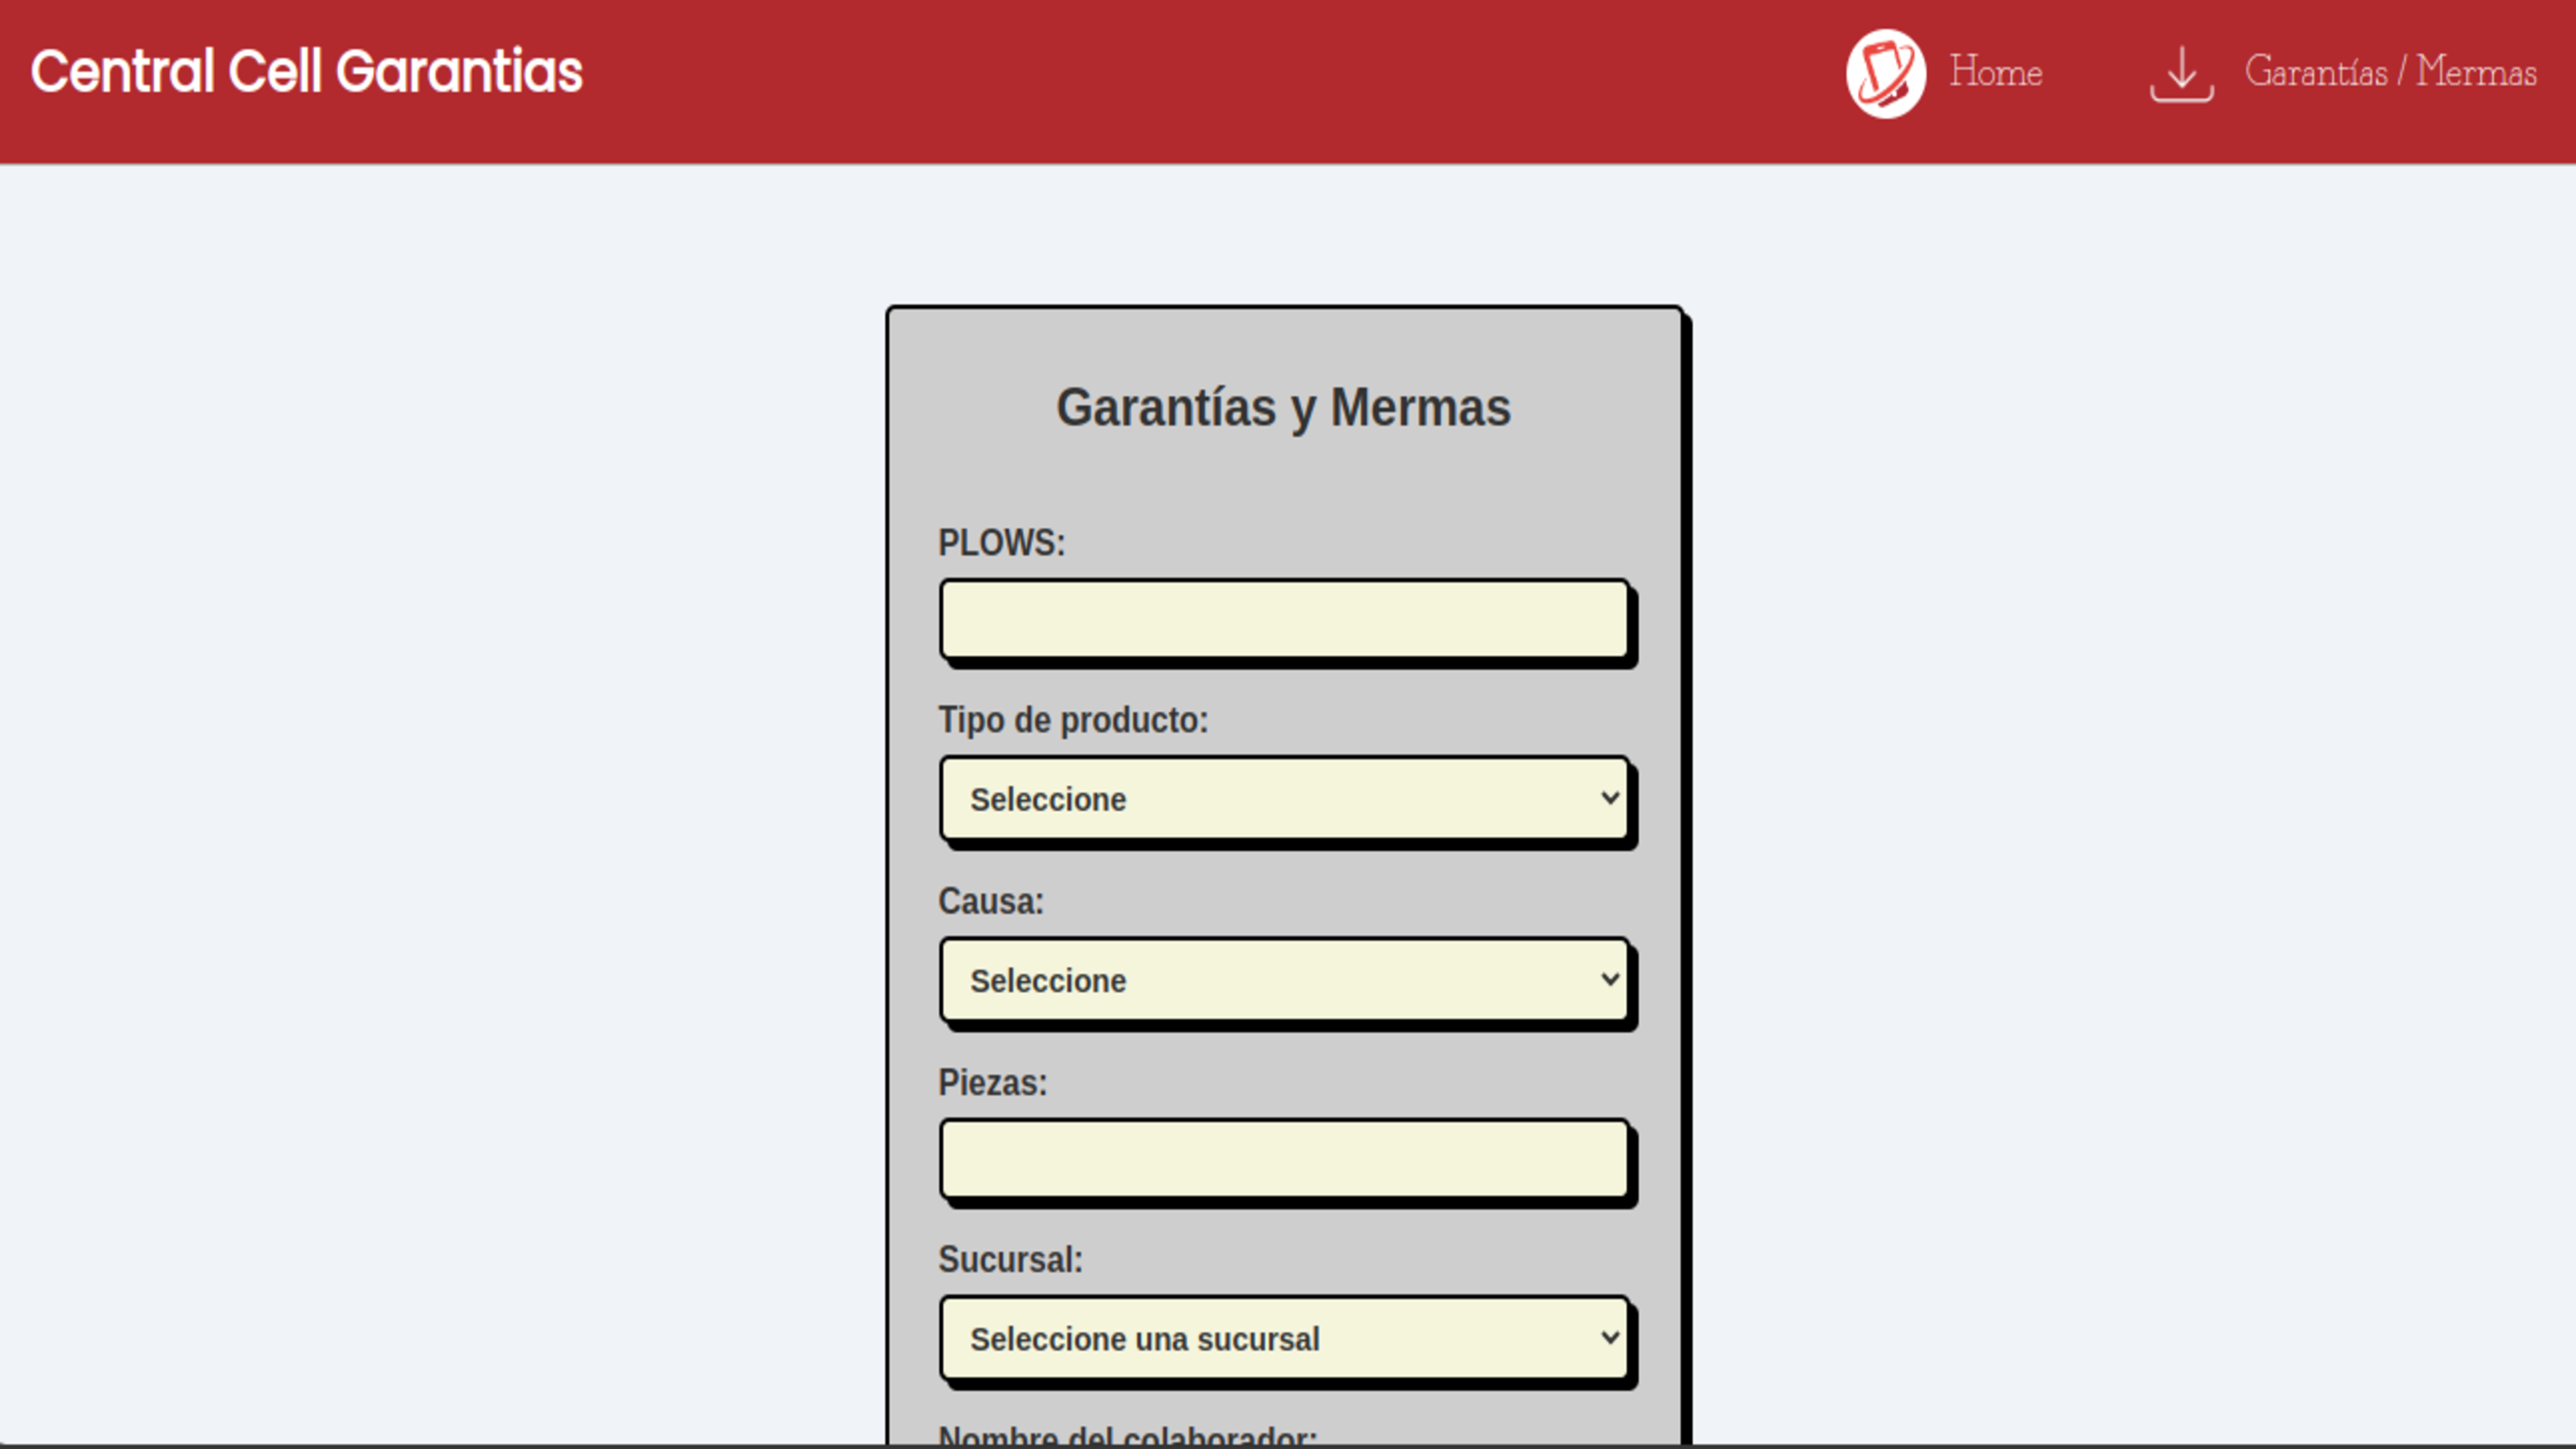 Central Cell Garantias
Home
Garantías / Mermas
Garantías y Mermas
PLOWS:
Tipo de producto:
Seleccione
Causa:
Seleccione
Piezas:
Sucursal:
Seleccione una sucursal
Nombre del colaborador: